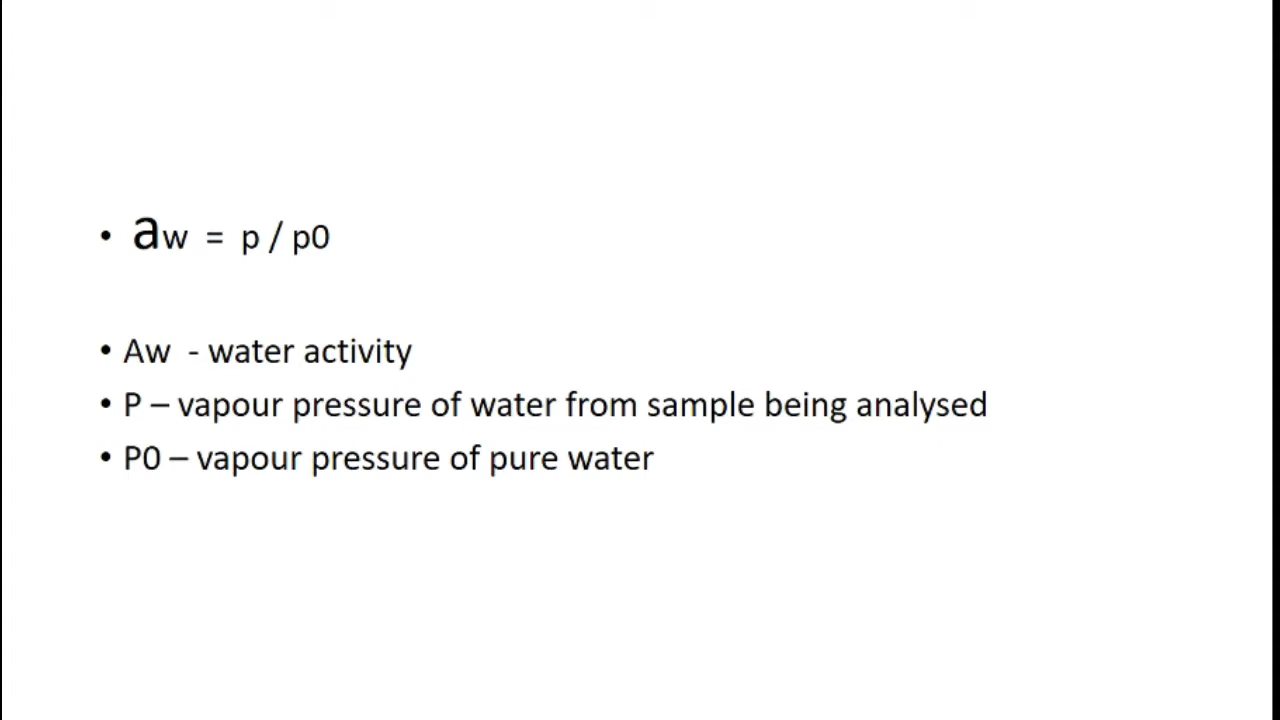 • aw = p / p0
• Aw - water activity
• P – vapour pressure of water from sample being analysed
• P0 – vapour pressure of pure water